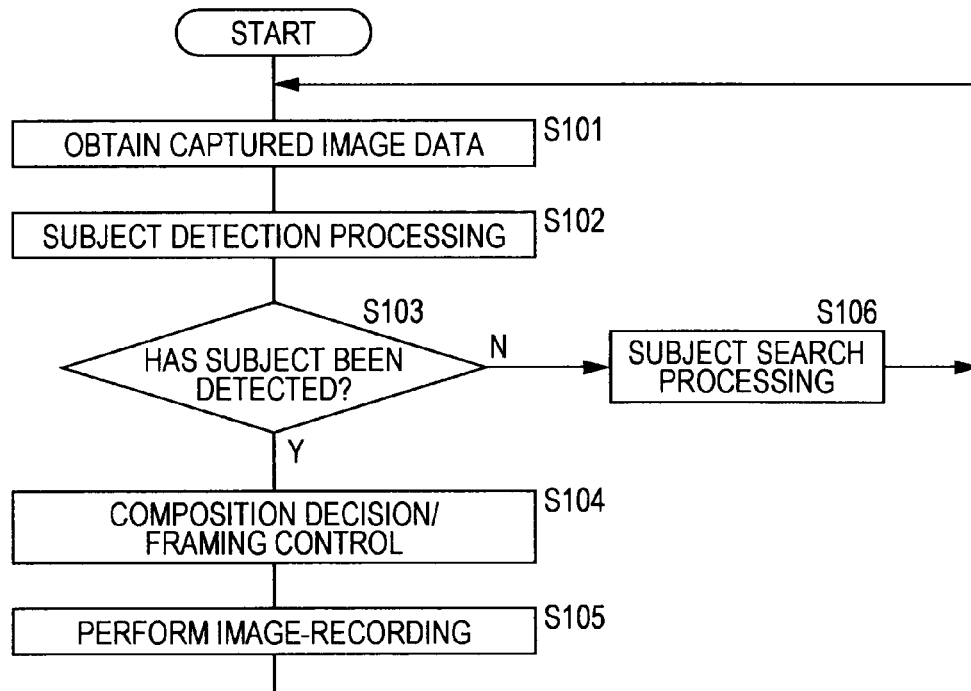 START
OBTAIN CAPTURED IMAGE DATA
S101
SUBJECT DETECTION PROCESSING
S102
S103
HAS SUBJECT BEEN
DETECTED?
N
S106
SUBJECT SEARCH
PROCESSING
Y
COMPOSITION DECISION/
FRAMING CONTROL
S104
PERFORM IMAGE-RECORDING
S105